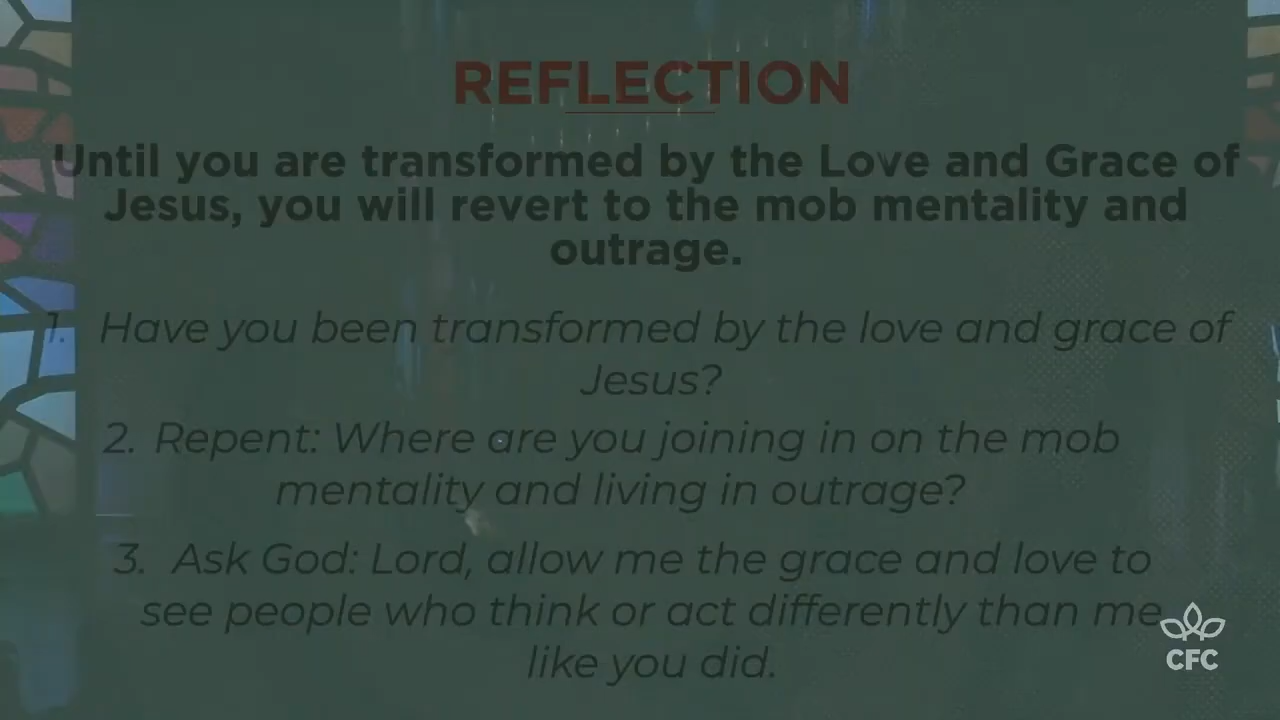 REFLECTION
Until you are transformed by the Love and Grace of
Jesus, you will revert to the mob mentality and
outrage.
1. Have you been transformed by the love and grace of
Jesus?
2. Repent: Where are you joining in on the mob
mentality and living in outrage?
3. Ask God: Lord, allow me the grace and love to
see people who think or act differently than me
like you did.
CFC